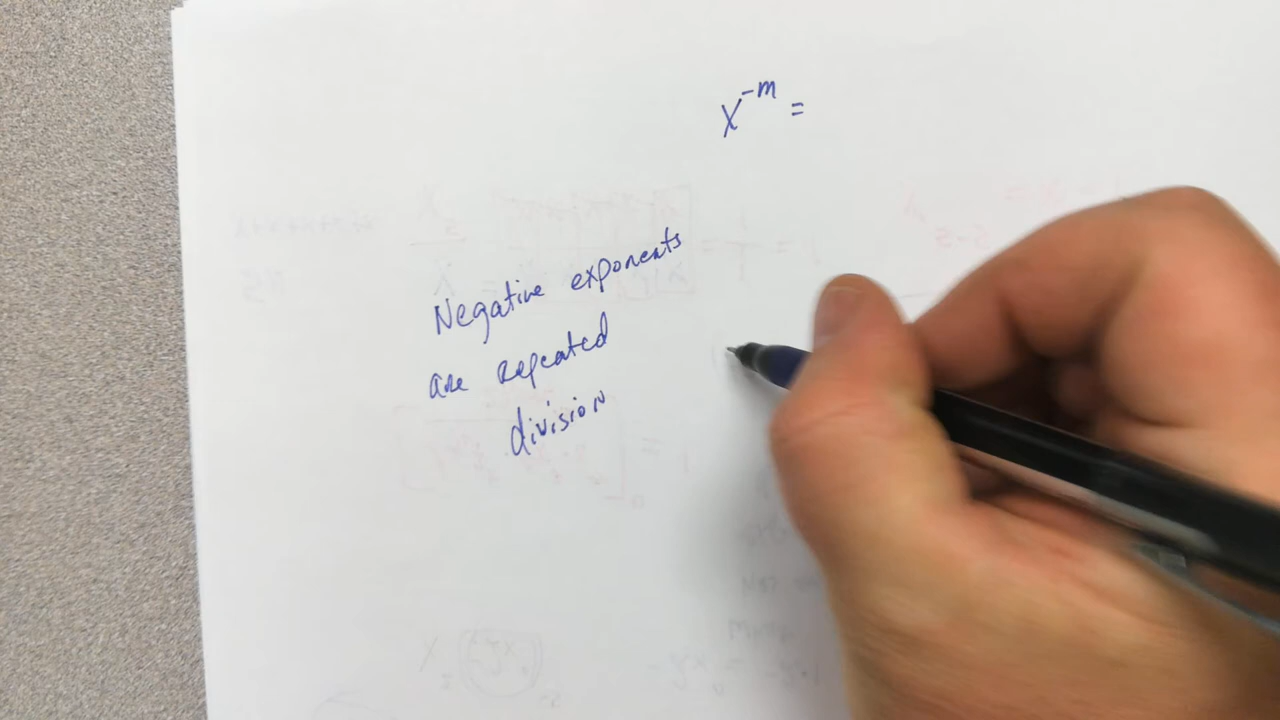 x^-m =
Negative exponents
are repeated
division